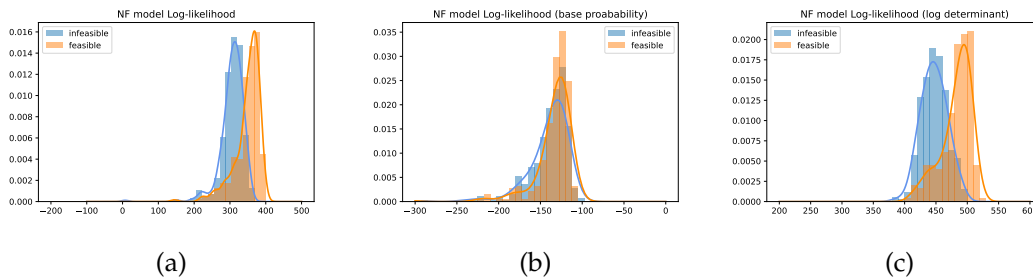 NF model Log-likelihood
infeasible
feasible
0.016
0.014
0.012
0.010
0.008
0.006
0.004
0.002
0.000
−200 −100 0 100 200 300 400 500
(a)
NF model Log-likelihood (base proabability)
infeasible
feasible
0.035
0.030
0.025
0.020
0.015
0.010
0.005
0.000
−300 −250 −200 −150 −100 −50 0
(b)
NF model Log-likelihood (log determinant)
infeasible
feasible
0.0200
0.0175
0.0150
0.0125
0.0100
0.0075
0.0050
0.0025
0.0000
200 250 300 350 400 450 500 550 600
(c)